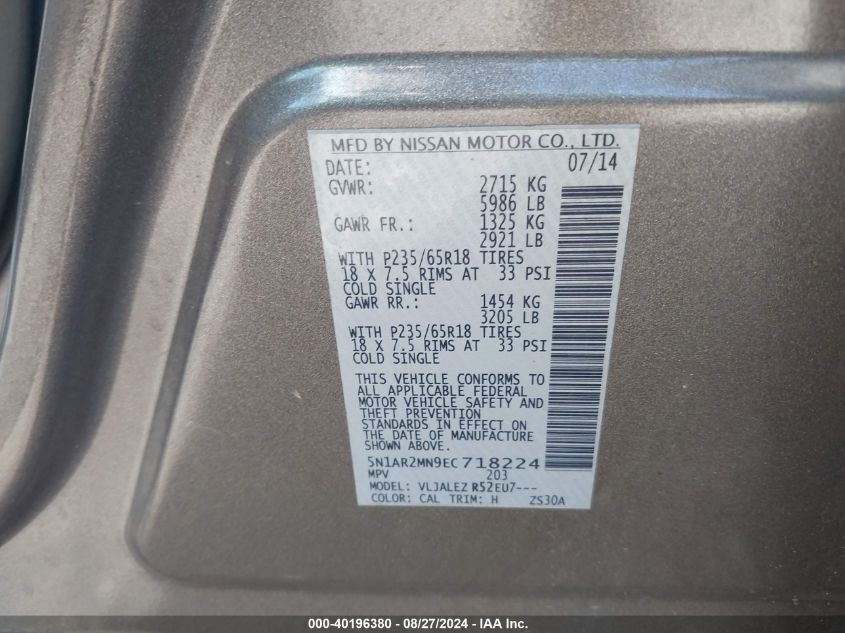 MFD BY NISSAN MOTOR CO., LTD.
DATE: 07/14
GVWR: 2715 KG
5986 LB
GAWR FR.: 1325 KG
2921 LB
WITH P235/65R18 TIRES
18 X 7.5 RIMS AT 33 PSI
COLD SINGLE
GAWR RR.: 1454 KG
3205 LB
WITH P235/65R18 TIRES
18 X 7.5 RIMS AT 33 PSI
COLD SINGLE
THIS VEHICLE CONFORMS TO
ALL APPLICABLE FEDERAL
MOTOR VEHICLE SAFETY AND
THEFT PREVENTION
STANDARDS IN EFFECT ON
THE DATE OF MANUFACTURE
SHOWN ABOVE.
5N1AR2MN9EC718224
MPV 203
MODEL: VLJALEZ R52EU7---
COLOR: CAL TRIM: H ZS30A
000-40196380 - 08/27/2024 - IAA Inc.